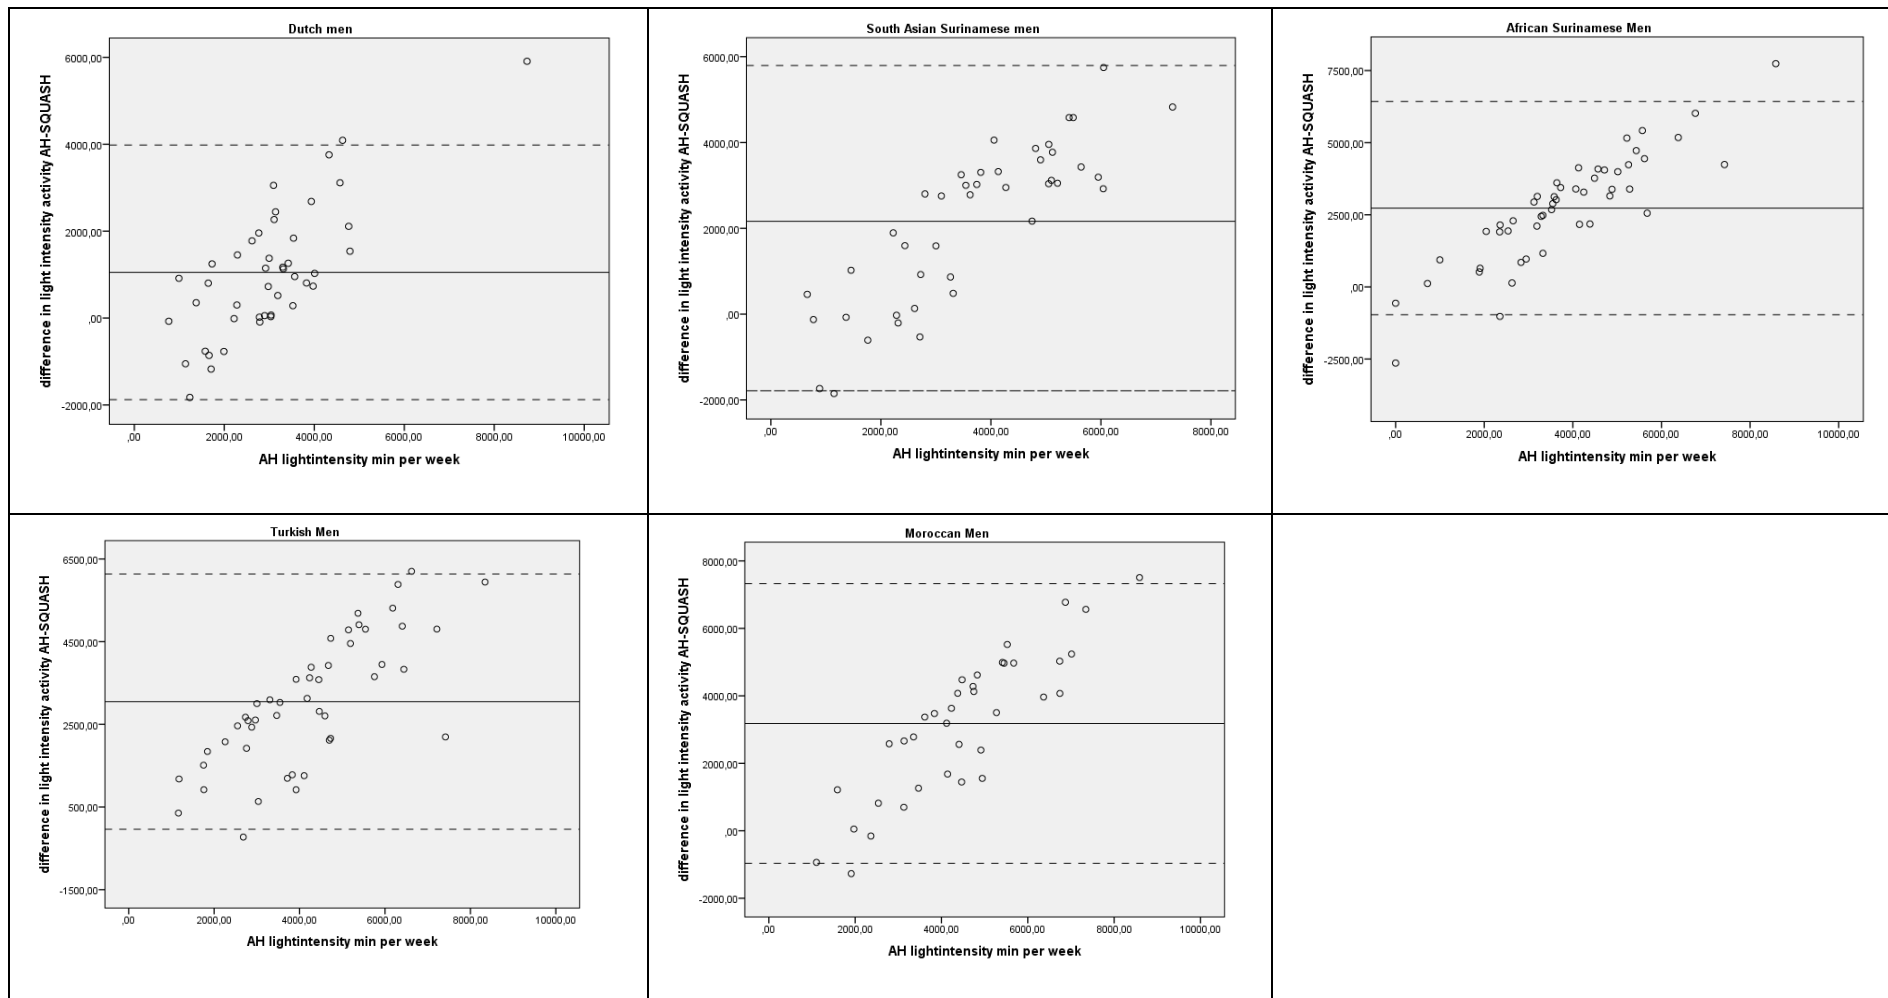 Dutch men
difference in light intensity activity AH-SQUASH
6000,00
4000,00
2000,00
,00
-2000,00
,00 2000,00 4000,00 6000,00 8000,00 10000,00
AH lightintensity min per week
South Asian Surinamese men
difference in light intensity activity AH-SQUASH
6000,00
4000,00
2000,00
,00
-2000,00
,00 2000,00 4000,00 6000,00 8000,00
AH lightintensity min per week
African Surinamese Men
difference in light intensity activity AH-SQUASH
7500,00
5000,00
2500,00
,00
-2500,00
,00 2000,00 4000,00 6000,00 8000,00 10000,00
AH lightintensity min per week
Turkish Men
difference in light intensity activity AH-SQUASH
6500,00
4500,00
2500,00
500,00
-1500,00
,00 2000,00 4000,00 6000,00 8000,00 10000,00
AH lightintensity min per week
Moroccan Men
difference in light intensity activity AH-SQUASH
8000,00
6000,00
4000,00
2000,00
,00
-2000,00
,00 2000,00 4000,00 6000,00 8000,00 10000,00
AH lightintensity min per week